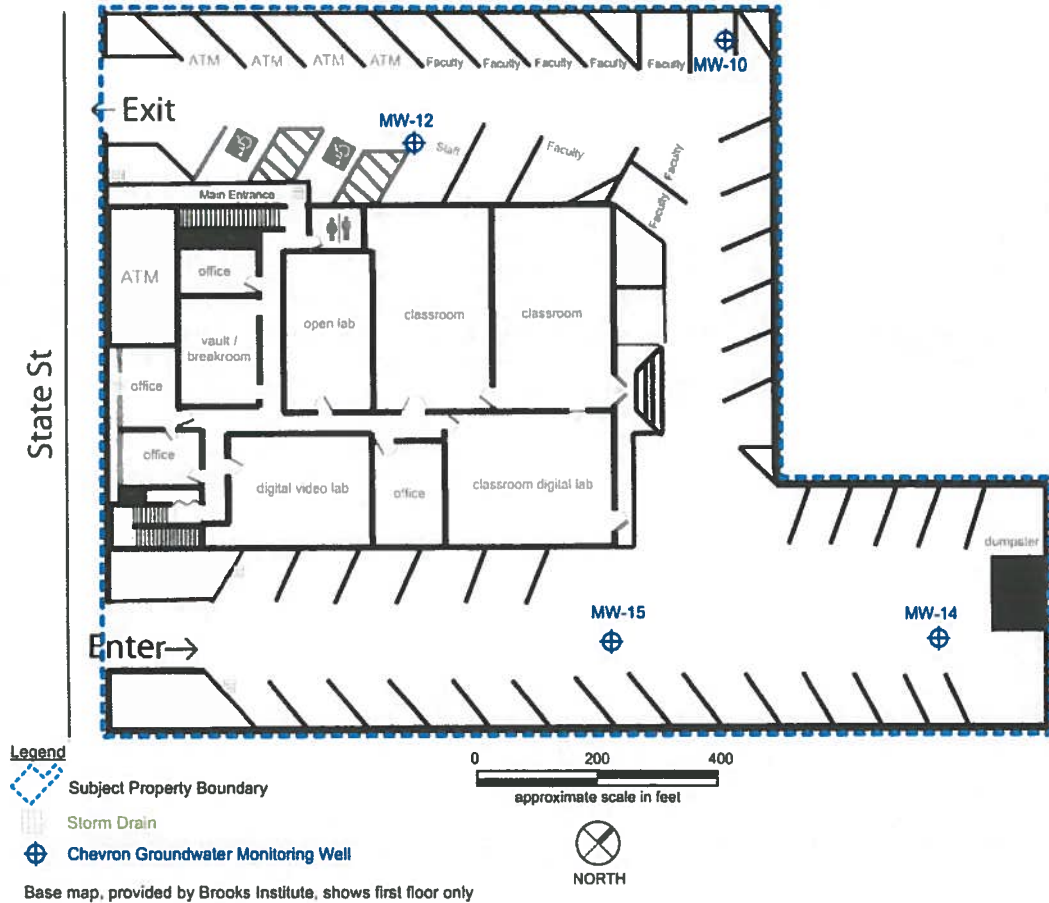 ATM ATM ATM ATM Faculty Faculty Faculty Faculty Faculty
MW-10
← Exit
MW-12
Staff
Faculty
Faculty
Faculty
Main Entrance
ATM
office
vault /
breakroom
open lab
classroom
classroom
office
office
digital video lab
office
classroom digital lab
State St
dumpster
MW-15
MW-14
Enter→
Legend
Subject Property Boundary
Storm Drain
Chevron Groundwater Monitoring Well
0 200 400
approximate scale in feet
NORTH
Base map, provided by Brooks Institute, shows first floor only